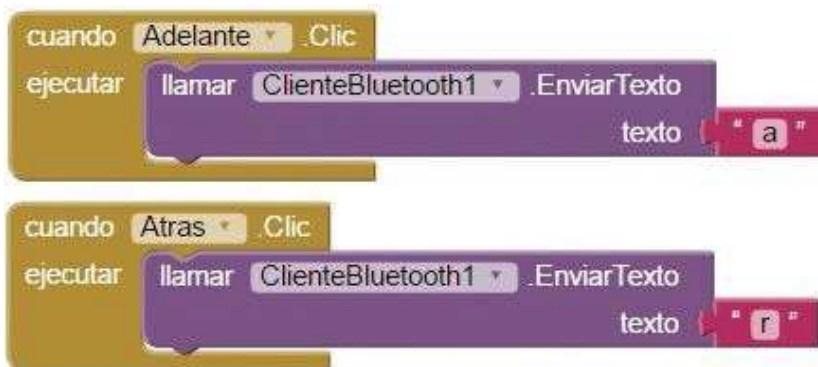 cuando Adelante .Clic
ejecutar llamar ClienteBluetooth1 .EnviarTexto
texto " a "
cuando Atras .Clic
ejecutar llamar ClienteBluetooth1 .EnviarTexto
texto " r "